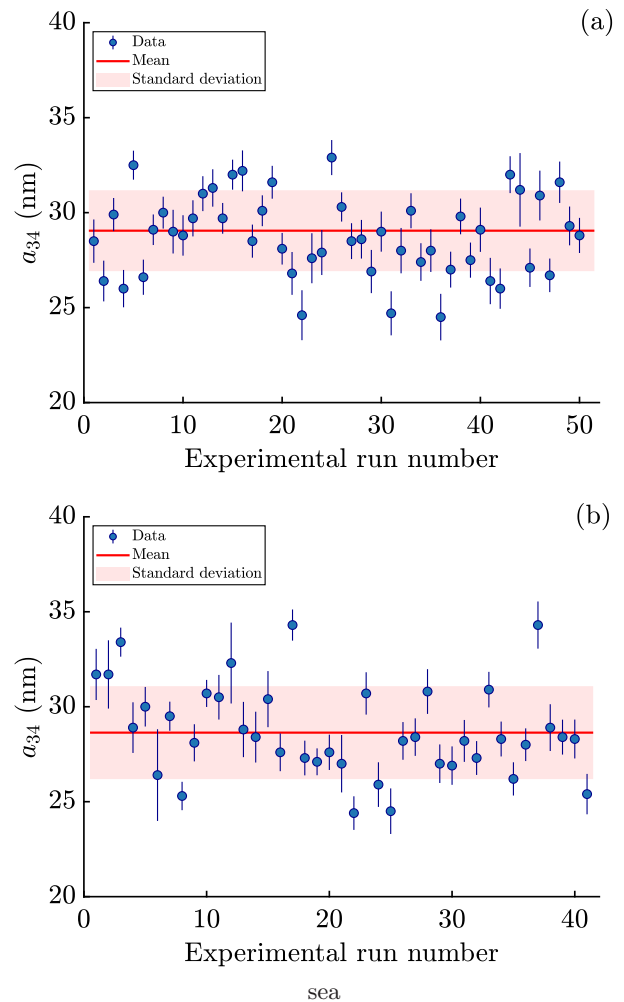 (a)
40
35
30
25
20
Data
Mean
Standard deviation
a₃₄ (nm)
0 10 20 30 40 50
Experimental run number
(b)
40
35
30
25
20
Data
Mean
Standard deviation
a₃₄ (nm)
0 10 20 30 40
Experimental run number
sea